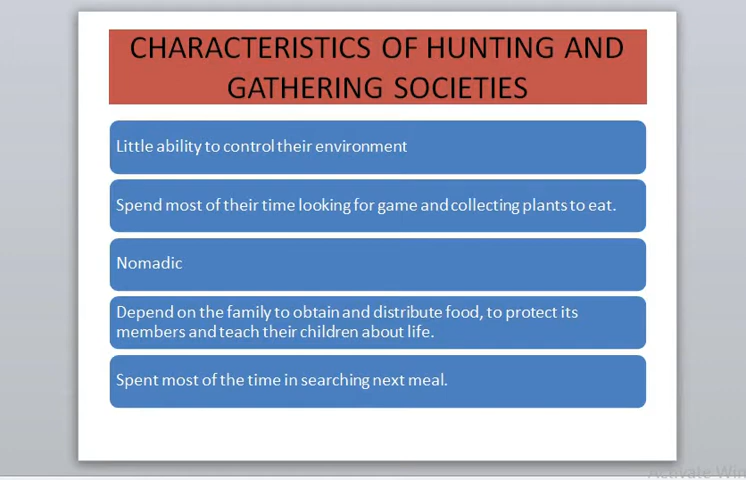 CHARACTERISTICS OF HUNTING AND
GATHERING SOCIETIES
Little ability to control their environment
Spend most of their time looking for game and collecting plants to eat.
Nomadic
Depend on the family to obtain and distribute food, to protect its
members and teach their children about life.
Spent most of the time in searching next meal.
Activate Win